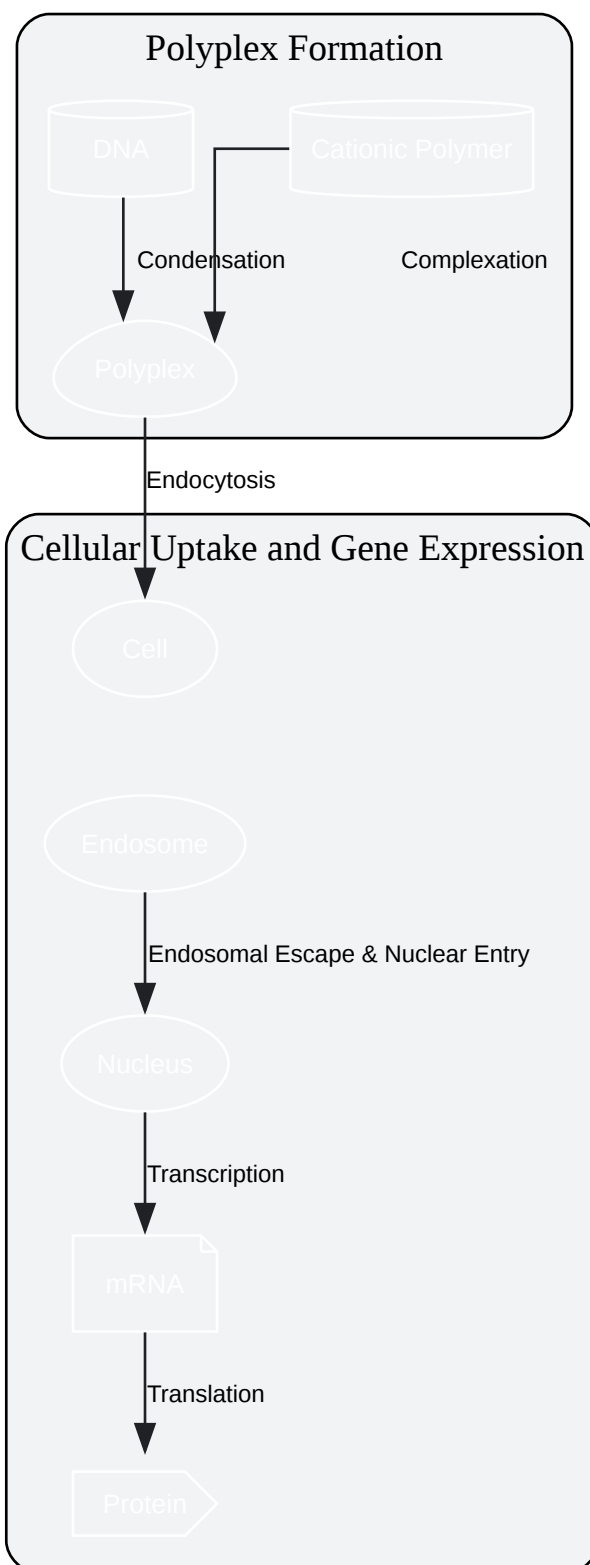 Polyplex Formation
DNA
Cationic Polymer
Condensation
Complexation
Polyplex
Endocytosis
Cellular Uptake and Gene Expression
Cell
Endosome
Endosomal Escape & Nuclear Entry
Nucleus
Transcription
mRNA
Translation
Protein